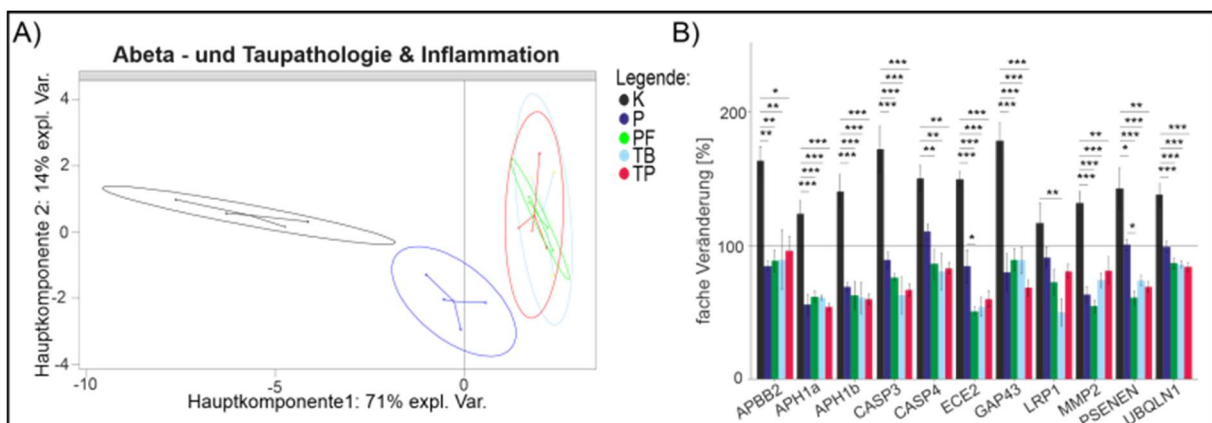 A)
Abeta - und Taupathologie & Inflammation
Hauptkomponente 2: 14% expl. Var.
4
2
0
-2
-4
-10
-5
0
Hauptkomponente1: 71% expl. Var.
Legende:
K
P
PF
TB
TP
B)
fache Veränderung [%]
200
100
0
*
**
**
**
***
***
***
***
***
***
***
***
***
***
***
***
**
**
**
***
***
***
***
*
***
***
***
***
**
**
***
***
***
**
***
***
*
*
***
***
***
***
APBB2
APH1a
APH1b
CASP3
CASP4
ECE2
GAP43
LRP1
MMP2
PSENEN
UBQLN1